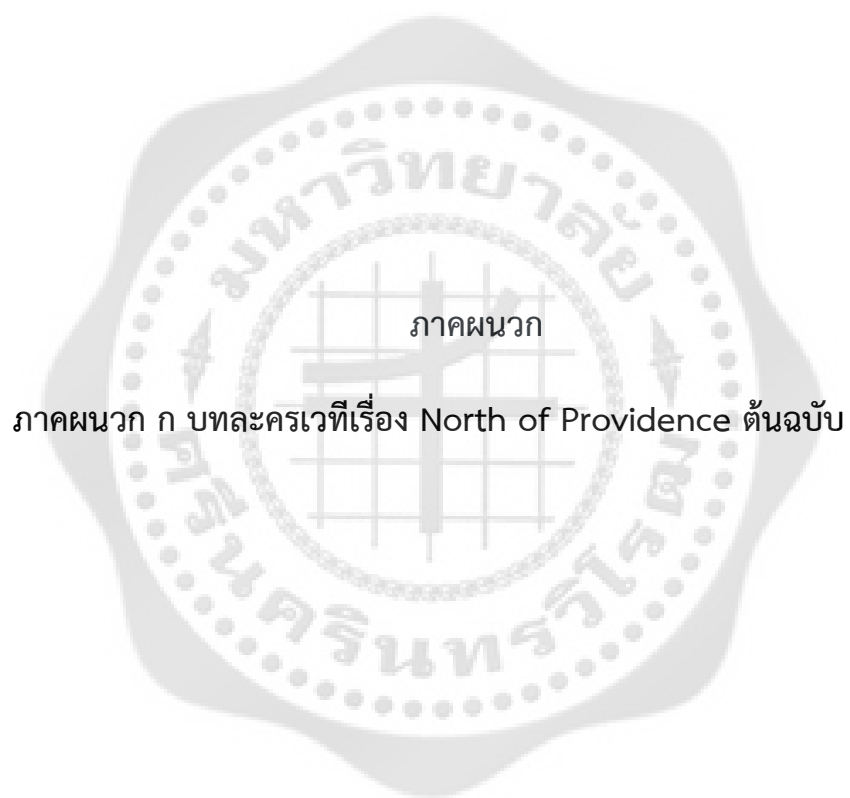 มหาวิทยาลัย
ภาคผนวก
ภาคผนวก ก บทละครเวทีเรื่อง North of Providence ต้นฉบับ
ศรีนครินทรวิโรฒ